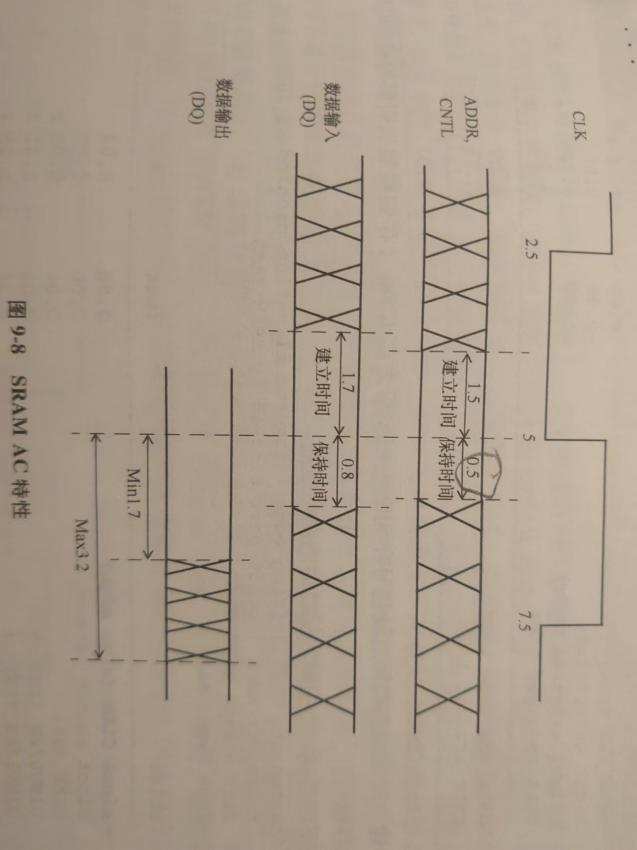 CLK
2.5
5
7.5
ADDR,
CNTL
1.5
0.5
建立时间
保持时间
数据输入
(DQ)
1.7
0.8
建立时间
保持时间
数据输出
(DQ)
Min1.7
Max3.2
图 9-8 SRAM AC 特性